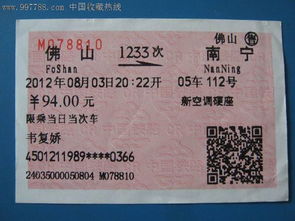 www.997788.com 中国收藏热线
M078810
佛山 售
佛山 1233次 南宁
FoShan NanNing
2012年08月03日20:22开 05车112号
￥94.00元 新空调硬座
限乘当日当次车
韦复娇
4501211989****0366
24035000050804 M078810